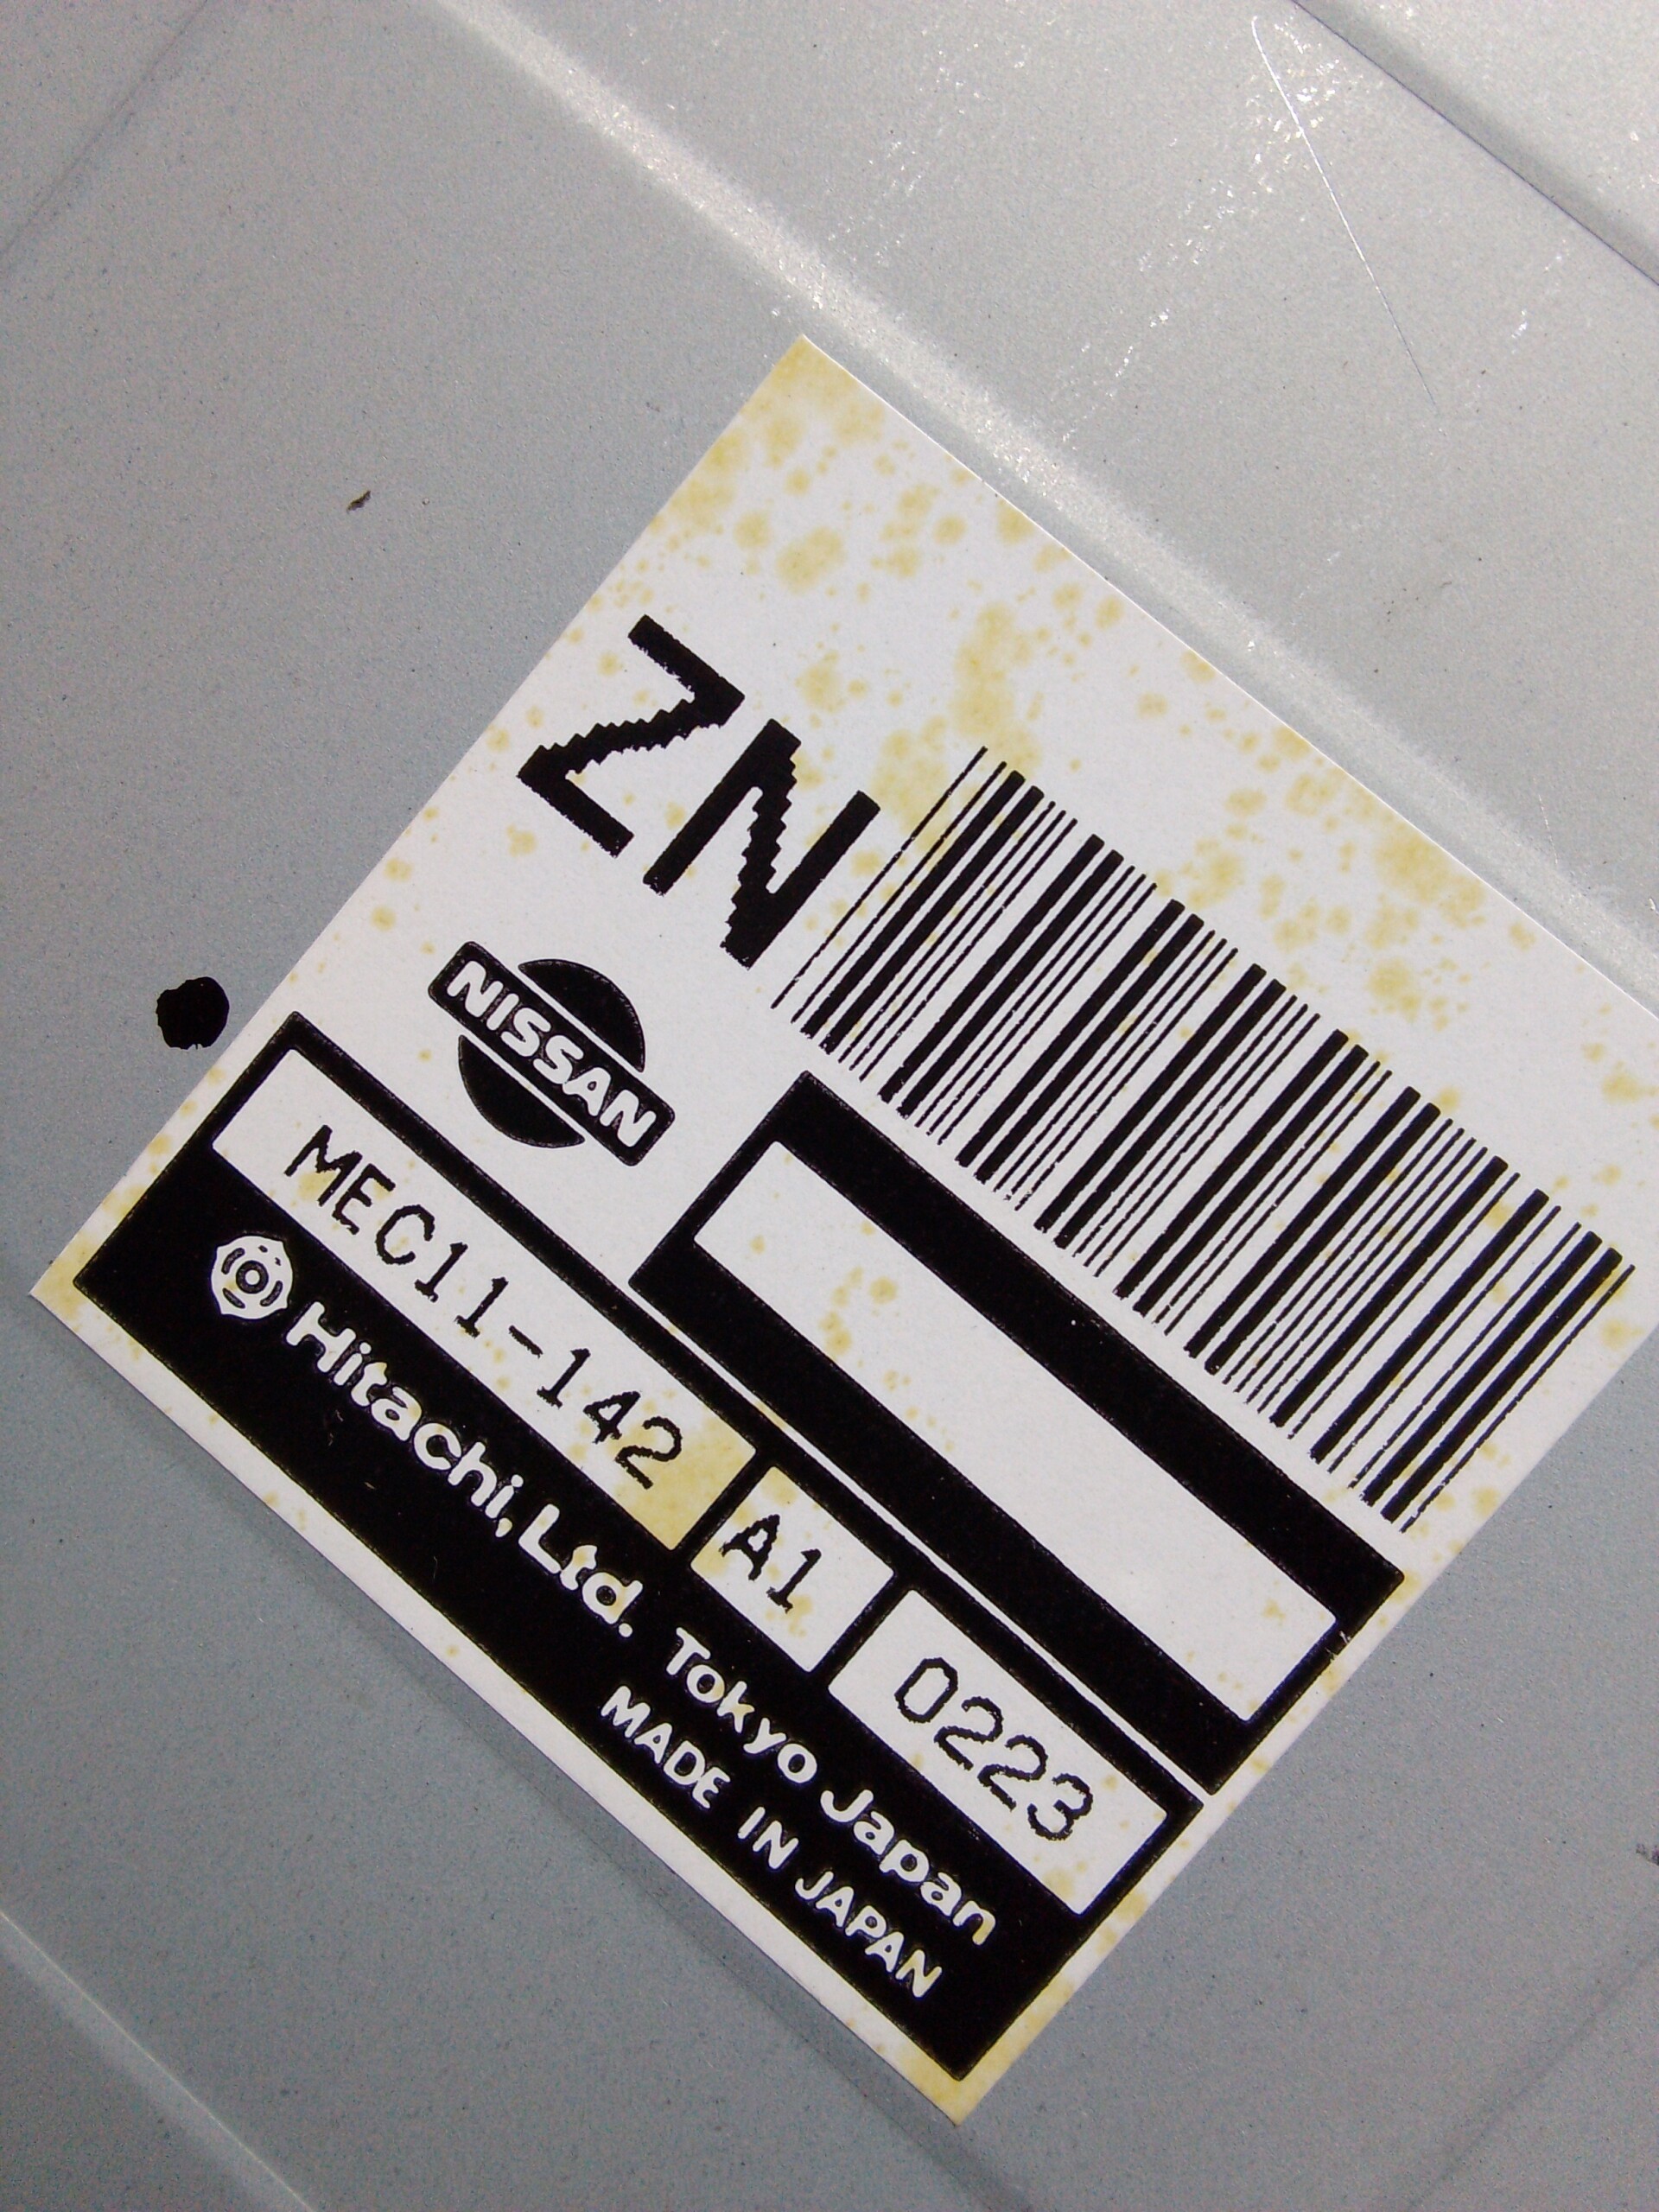 ZN
NISSAN
MEC11-142 A1 0223
Hitachi, Ltd. Tokyo Japan
MADE IN JAPAN